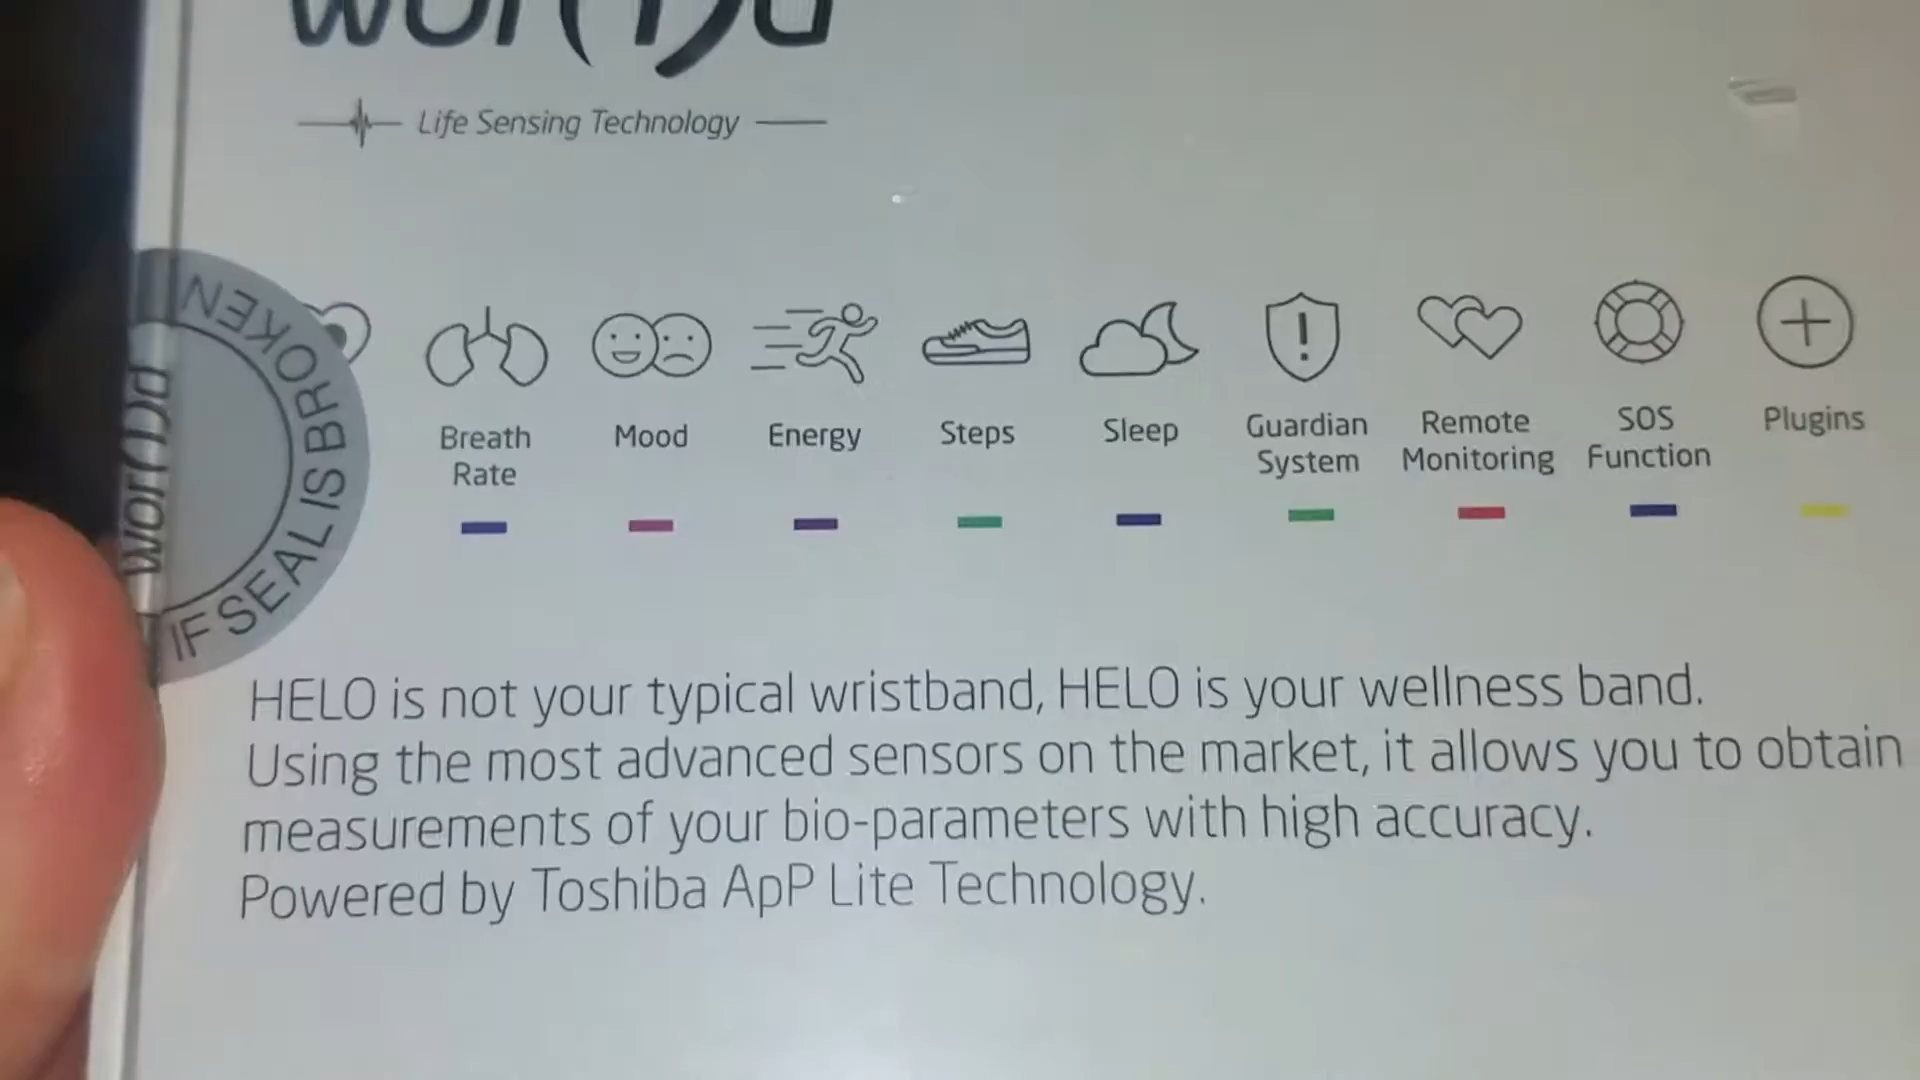 wor(l)d
Life Sensing Technology
IF SEAL IS BROKEN
wor(l)d
Breath Rate
Mood
Energy
Steps
Sleep
Guardian System
Remote Monitoring
SOS Function
Plugins
HELO is not your typical wristband, HELO is your wellness band.
Using the most advanced sensors on the market, it allows you to obtain
measurements of your bio-parameters with high accuracy.
Powered by Toshiba ApP Lite Technology.